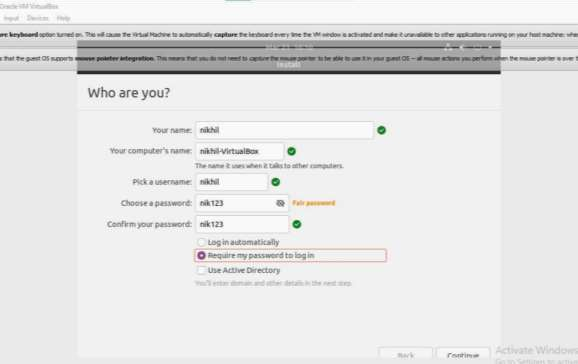 Oracle VM VirtualBox
Input Devices Help
re keyboard option turned on. This will cause the Virtual Machine to automatically capture the keyboard every time the VM window is activated and make it unavailable to other applications running on your host machine: when
s that the guest OS supports mouse pointer integration. This means that you do not need to capture the mouse pointer to be able to use it in your guest OS — all mouse actions you perform when the mouse pointer is over t
Install
Who are you?
Your name: nikhil
Your computer's name: nikhil-VirtualBox
The name it uses when it talks to other computers.
Pick a username: nikhil
Choose a password: nik123 Fair password
Confirm your password: nik123
Log in automatically
Require my password to log in
Use Active Directory
You'll enter domain and other details in the next step.
Back Continue
Activate Windows
Go to Settings to activ